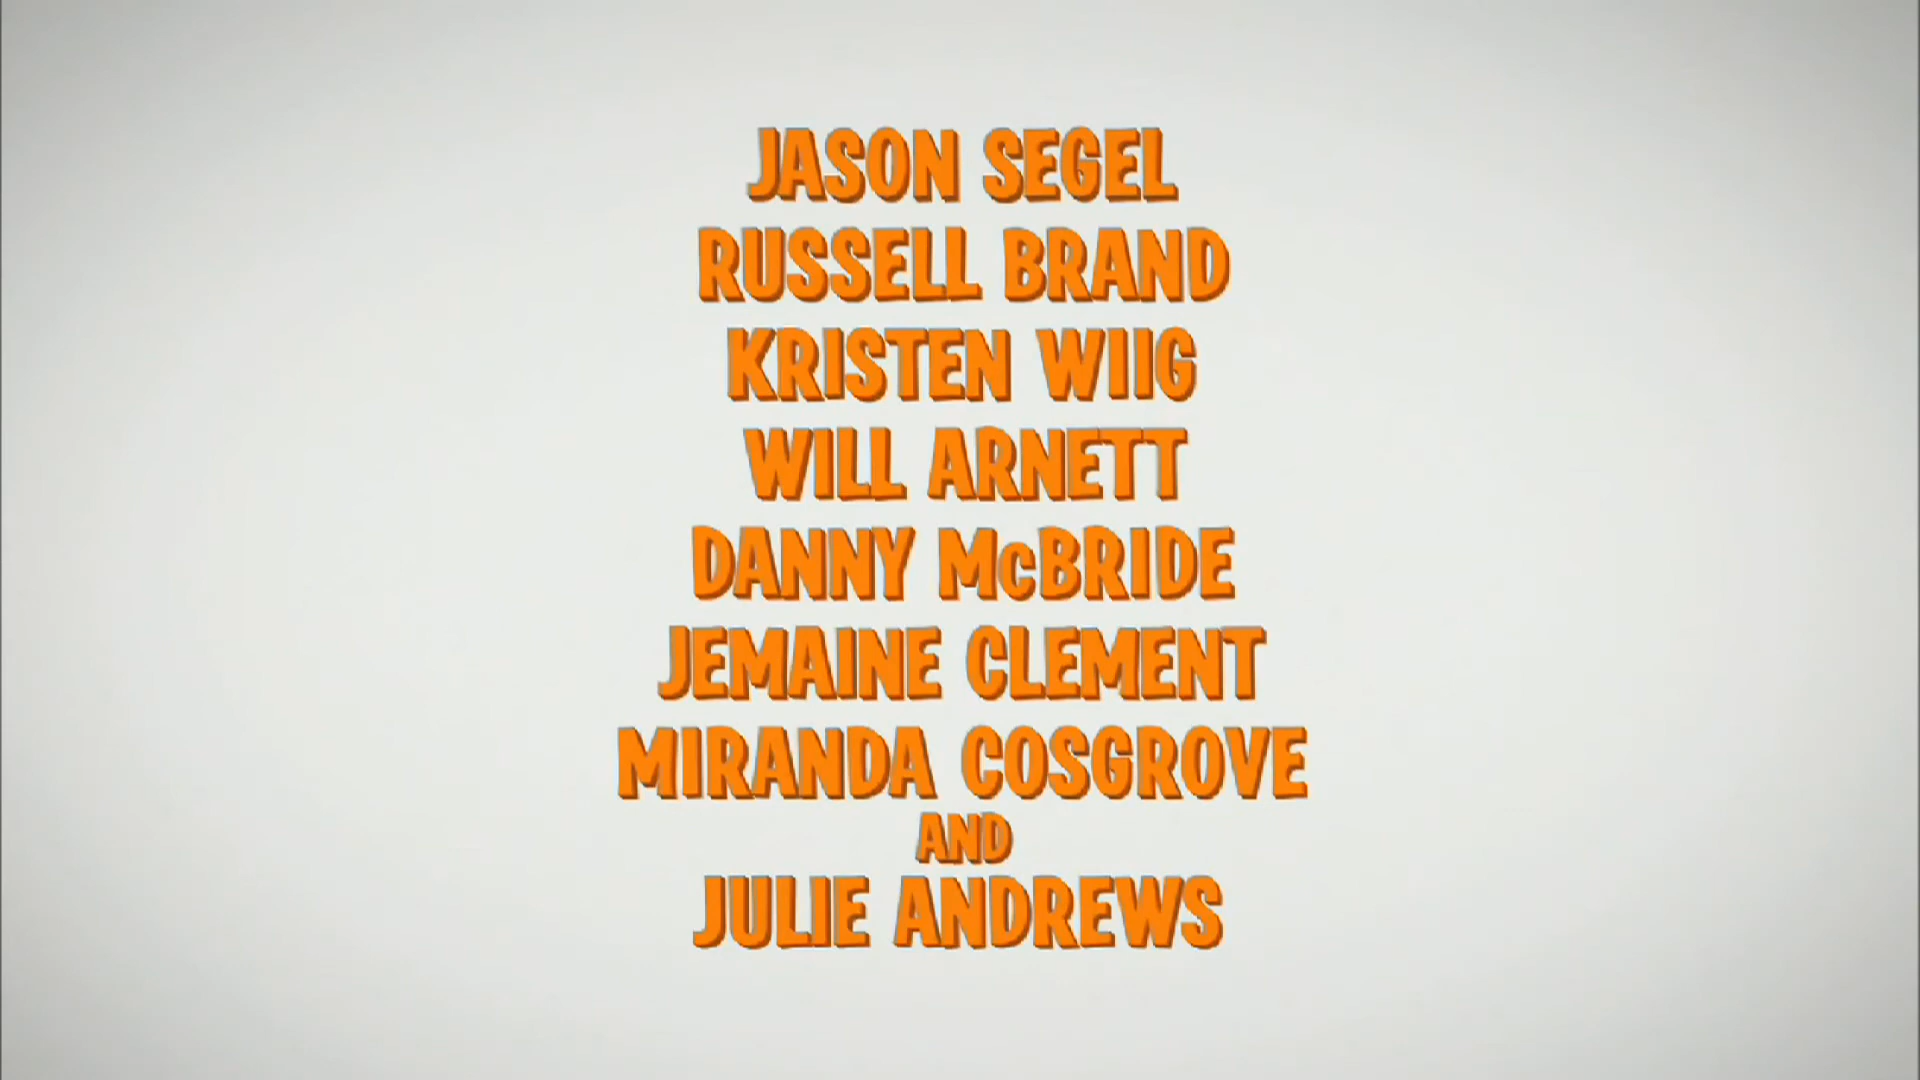 JASON SEGEL
RUSSELL BRAND
KRISTEN WIIG
WILL ARNETT
DANNY McBRIDE
JEMAINE CLEMENT
MIRANDA COSGROVE
AND
JULIE ANDREWS